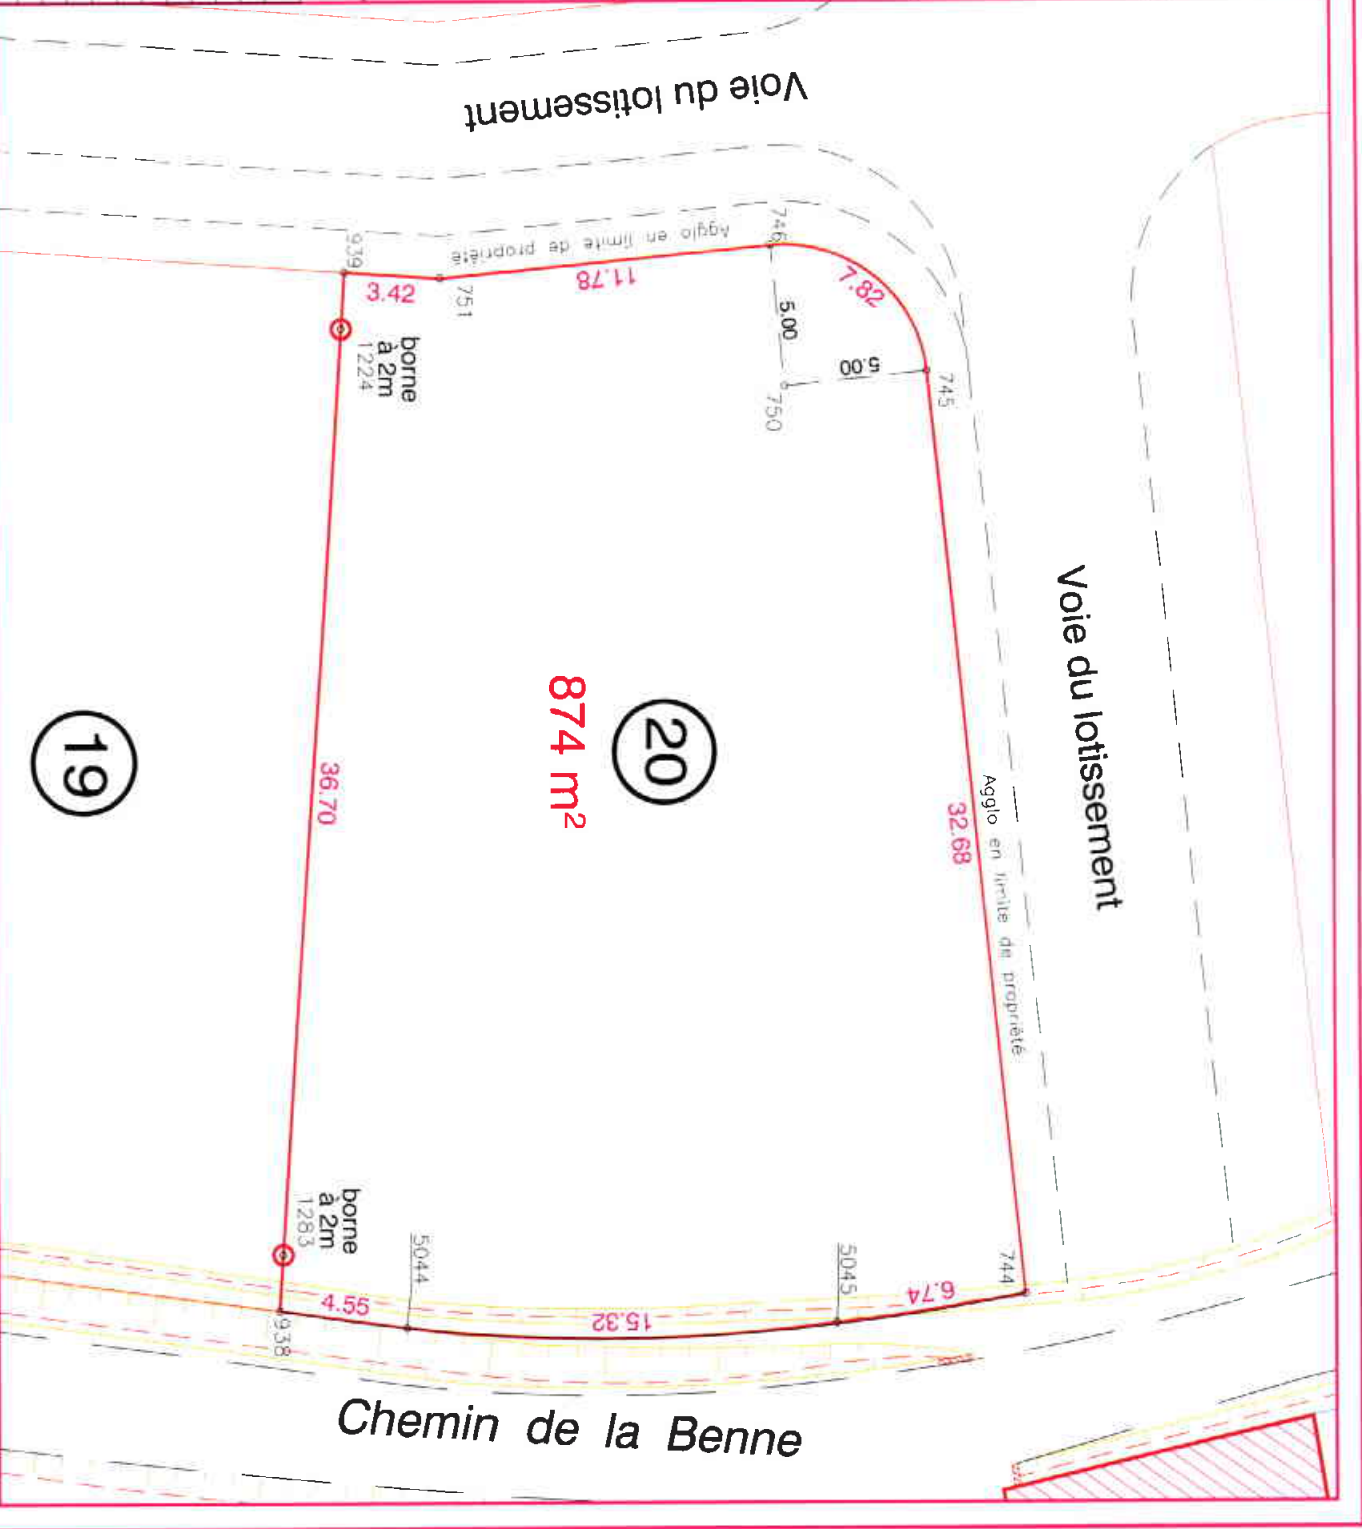 Voie du lotissement
746
Agglo en limite de propriété
939
3.42
751
11.78
7.82
5.00
5.00
745
750
borne
à 2m
1224
Voie du lotissement
20
874 m²
19
36.70
32.68
Agglo en limite de propriété
borne
à 2m
1283
5044
5045
744
4.55
15.32
6.74
938
Chemin de la Benne